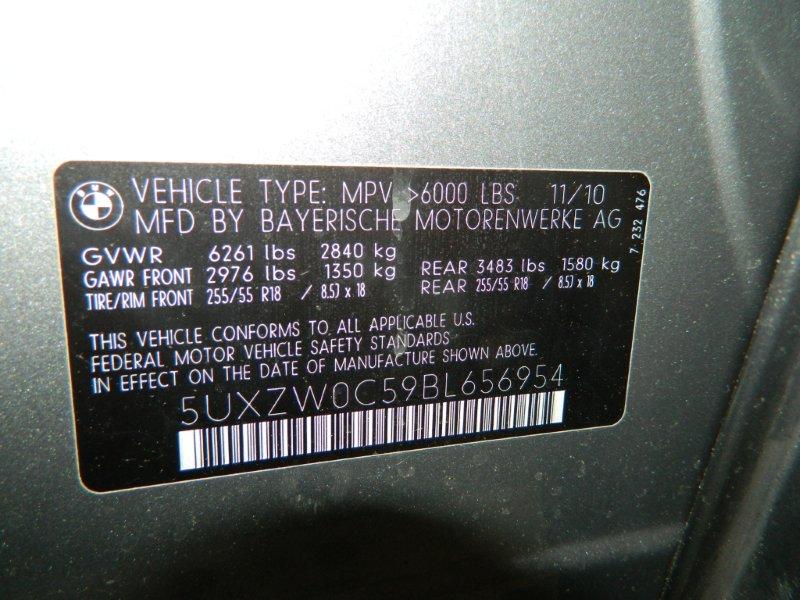 BMW
VEHICLE TYPE: MPV >6000 LBS 11/10
MFD BY BAYERISCHE MOTORENWERKE AG
GVWR 6261 lbs 2840 kg
GAWR FRONT 2976 lbs 1350 kg REAR 3483 lbs 1580 kg
TIRE/RIM FRONT 255/55 R18 / 8.5J x 18 REAR 255/55 R18 / 8.5J x 18
7 232 476
THIS VEHICLE CONFORMS TO ALL APPLICABLE U.S.
FEDERAL MOTOR VEHICLE SAFETY STANDARDS
IN EFFECT ON THE DATE OF MANUFACTURE SHOWN ABOVE.
5UXZW0C59BL656954